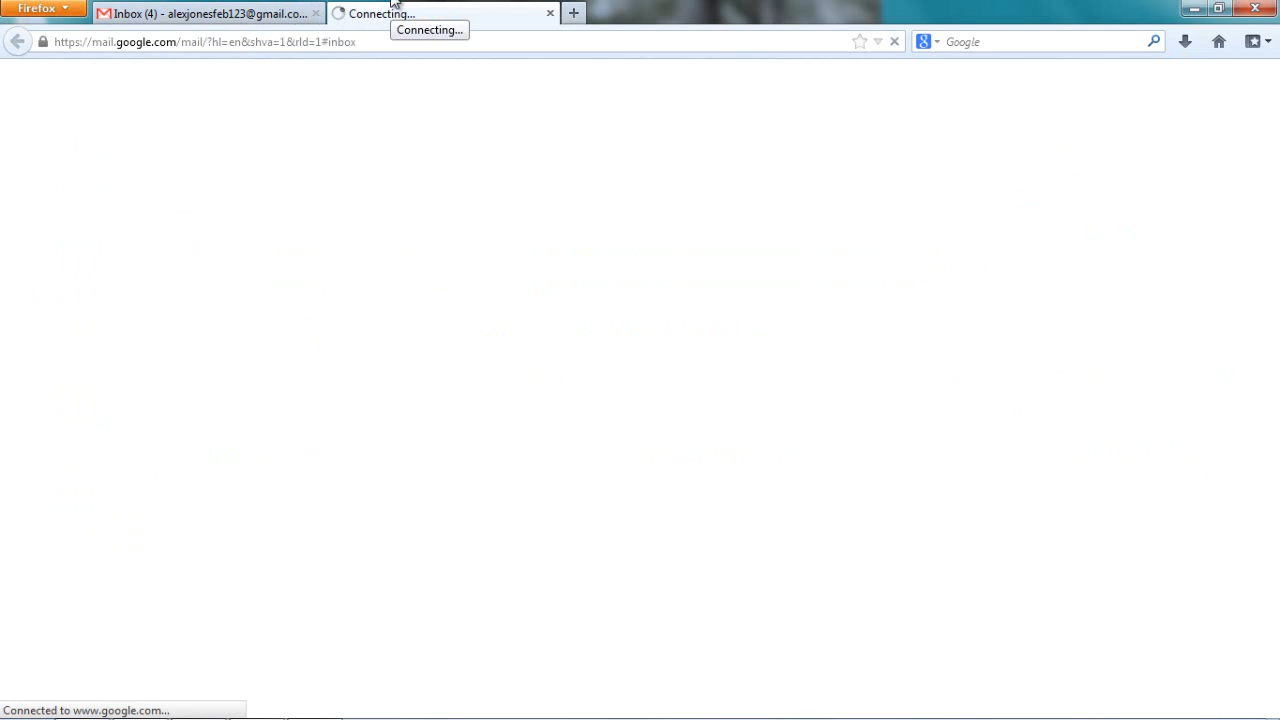 Firefox
Inbox (4) - alexjonesfeb123@gmail.co...
Connecting...
Connecting...
https://mail.google.com/mail/?hl=en&shva=1&rld=1#inbox
Google
Connected to www.google.com...